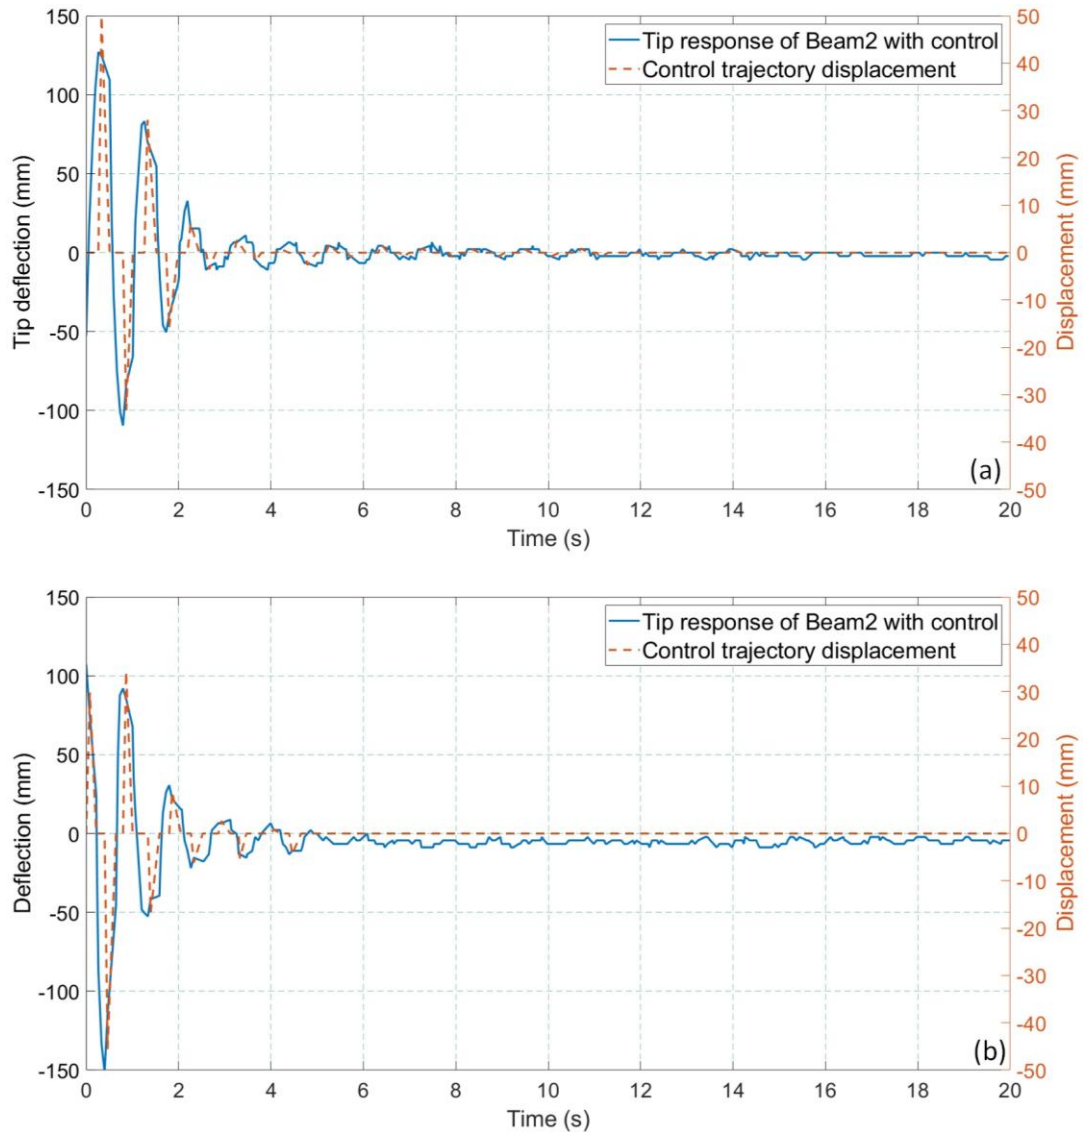 150
100
50
0
-50
-100
-150
Tip deflection (mm)
Tip response of Beam2 with control
Control trajectory displacement
50
40
30
20
10
0
-10
-20
-30
-40
-50
Displacement (mm)
(a)
0 2 4 6 8 10 12 14 16 18 20
Time (s)
150
100
50
0
-50
-100
-150
Deflection (mm)
Tip response of Beam2 with control
Control trajectory displacement
50
40
30
20
10
0
-10
-20
-30
-40
-50
Displacement (mm)
(b)
0 2 4 6 8 10 12 14 16 18 20
Time (s)